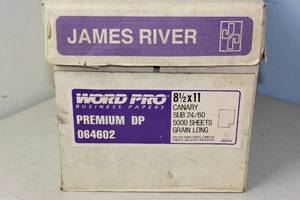 JAMES RIVER
WORD PRO
BUSINESS PAPERS
PREMIUM DP
064602
8½x11
CANARY
SUB 24/60
5000 SHEETS
GRAIN LONG